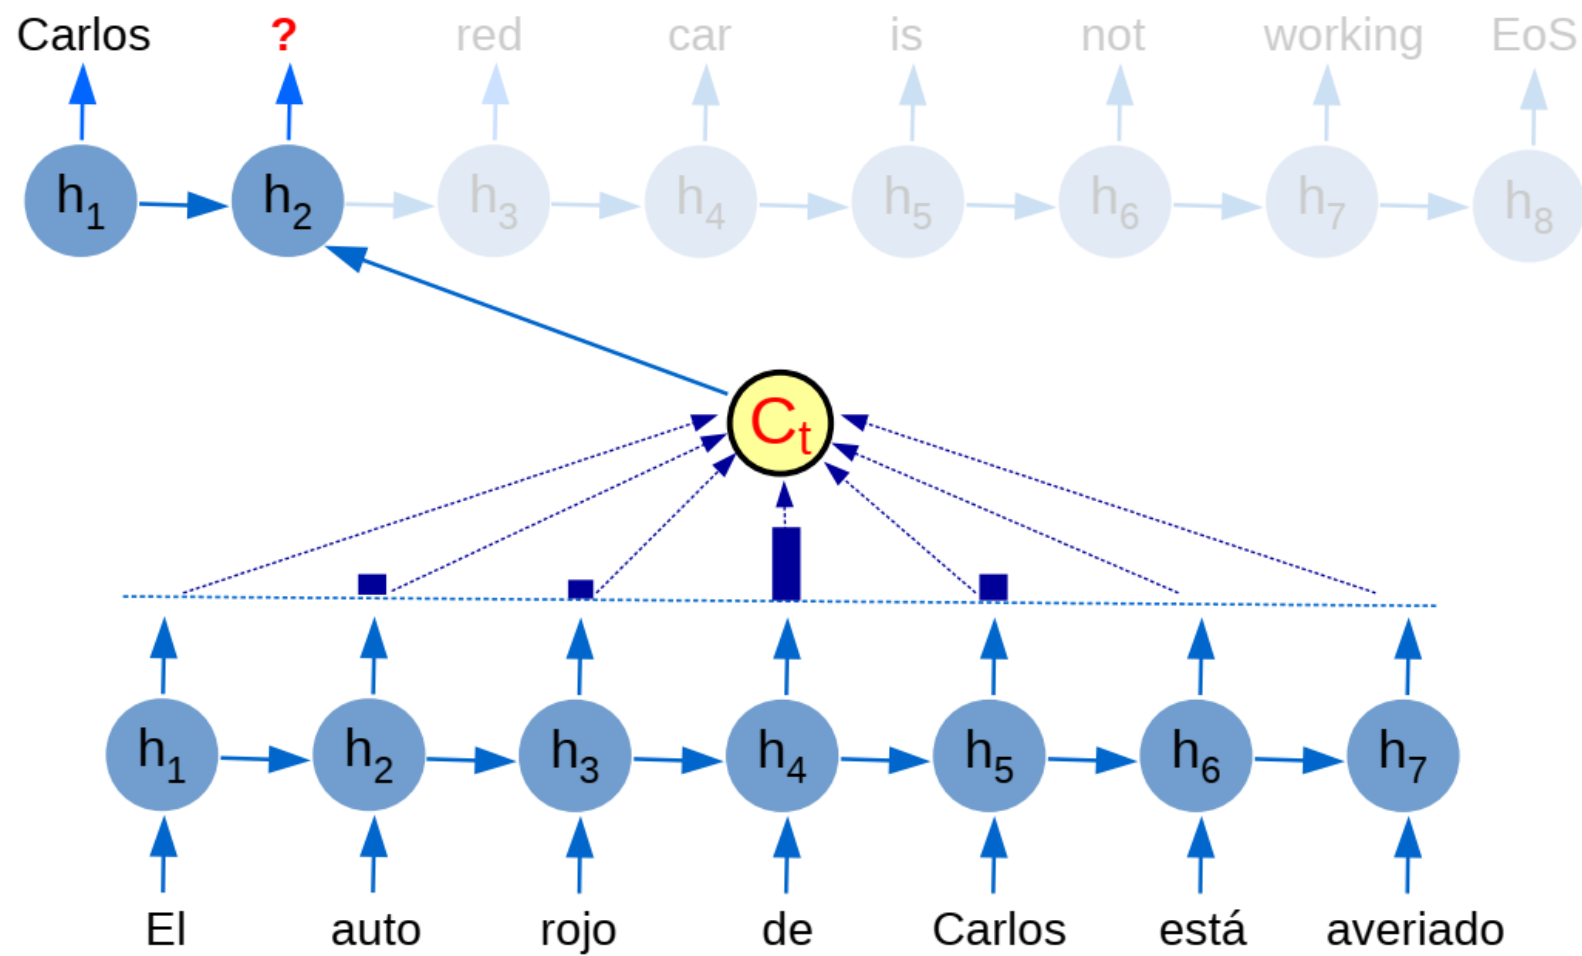 Carlos ? red car is not working EoS
h1 h2 h3 h4 h5 h6 h7 h8
Ct
h1 h2 h3 h4 h5 h6 h7
El auto rojo de Carlos está averiado